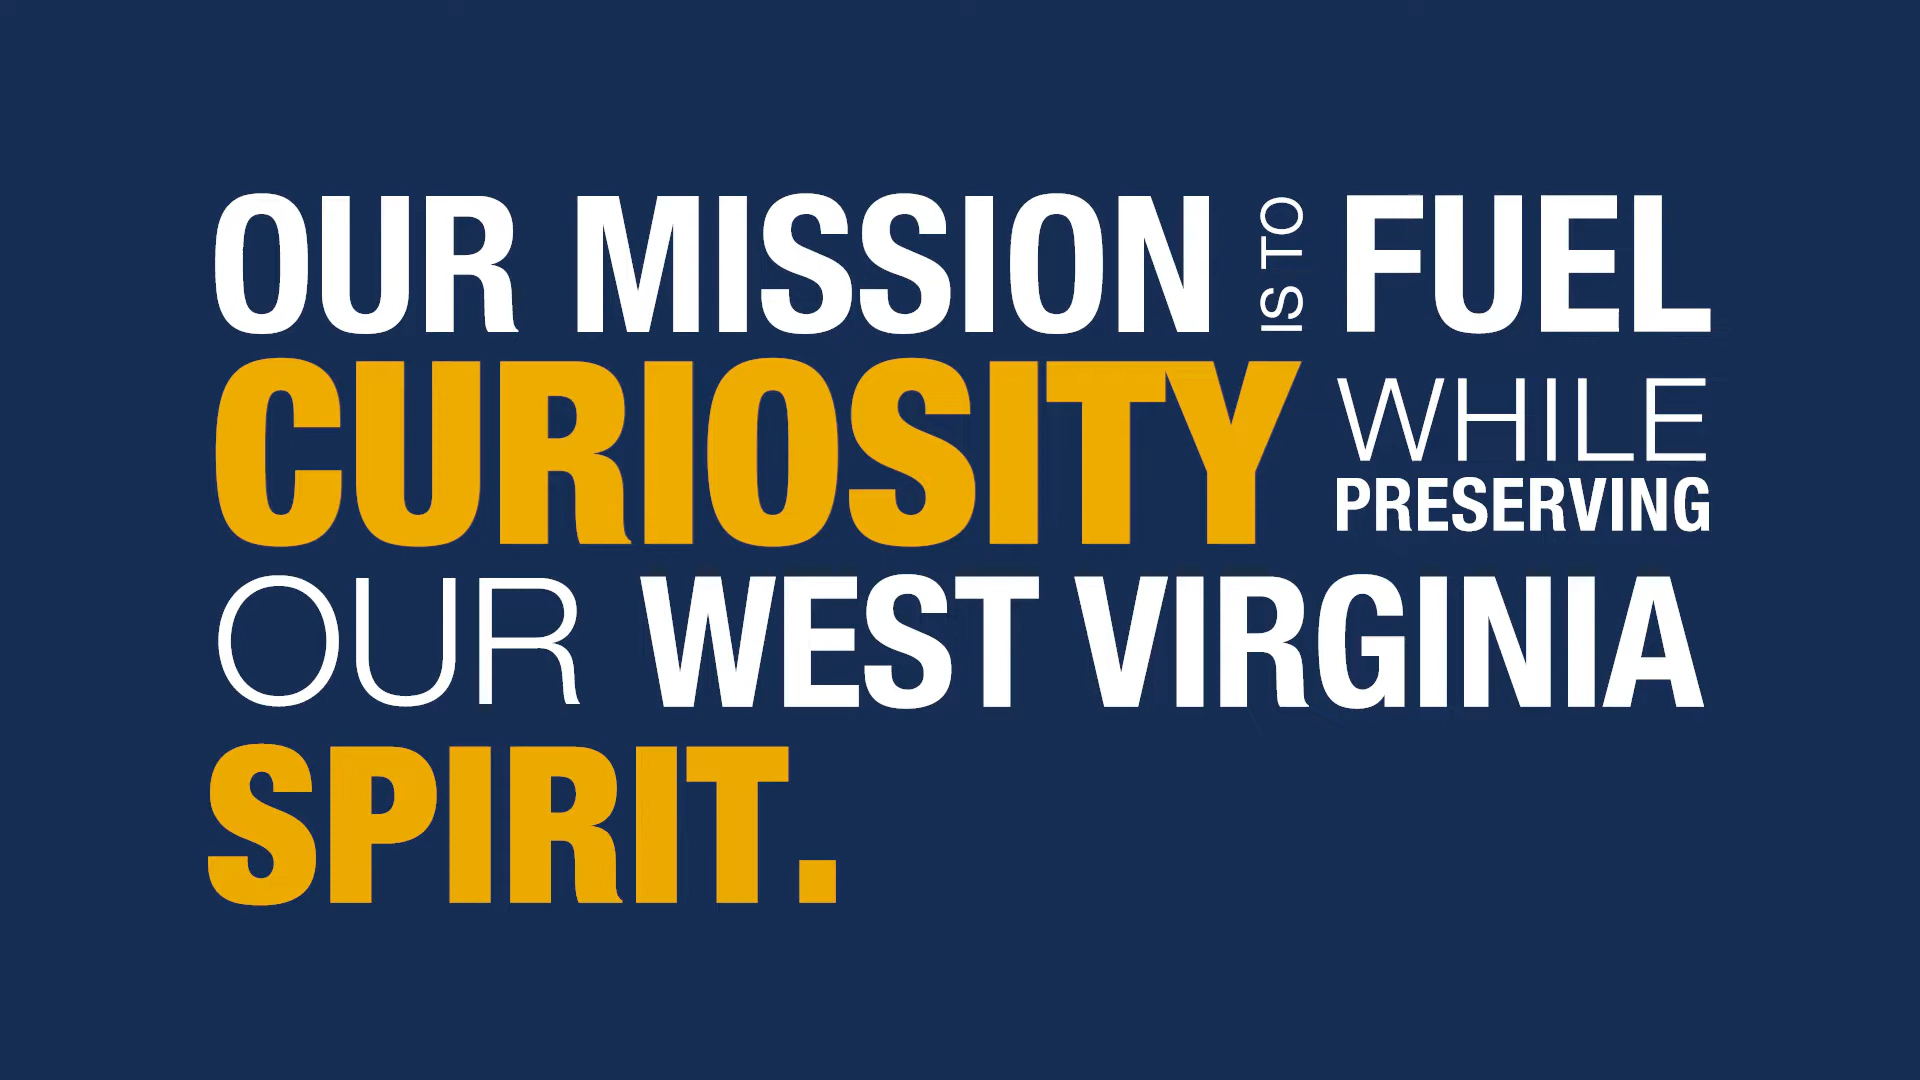 OUR MISSION IS TO FUEL
CURIOSITY WHILE PRESERVING
OUR WEST VIRGINIA
SPIRIT.